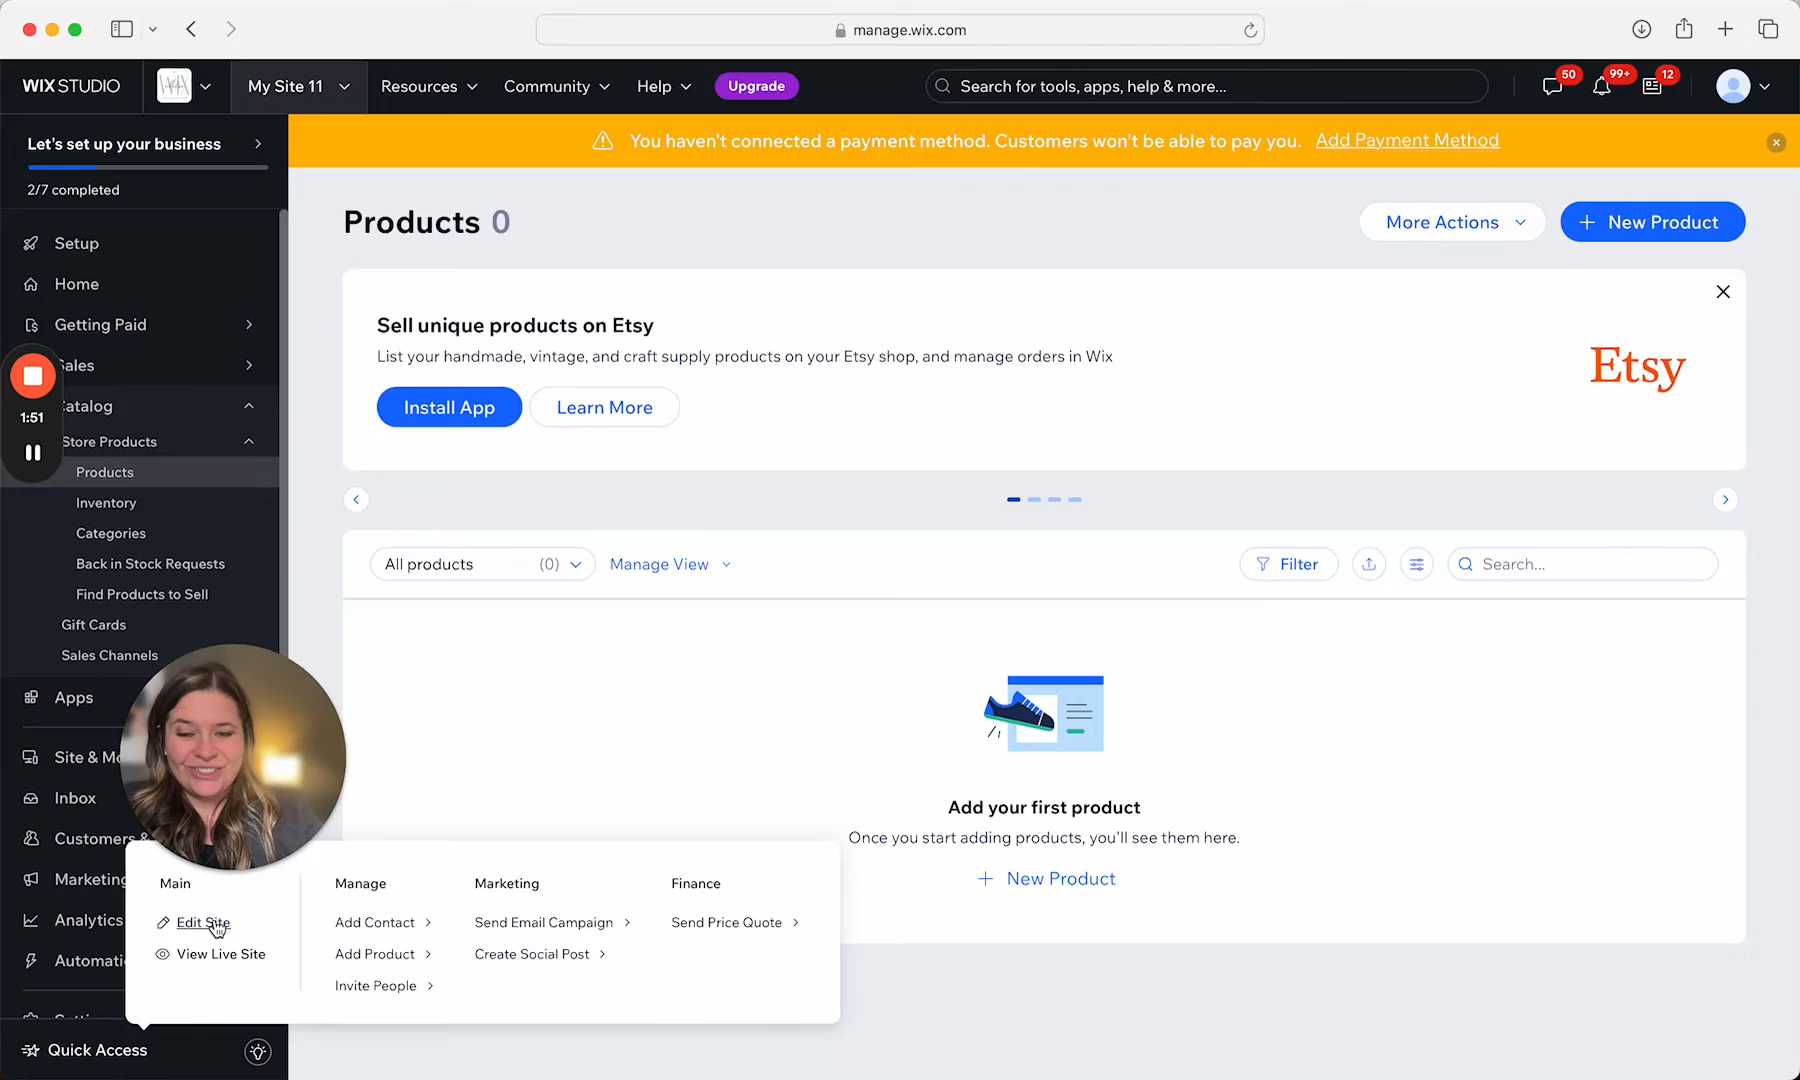 manage.wix.com
WIX STUDIO
My Site 11
Resources
Community
Help
Upgrade
Search for tools, apps, help & more...
50
99+
12
Let's set up your business
2/7 completed
You haven't connected a payment method. Customers won't be able to pay you. Add Payment Method
Setup
Home
Getting Paid
Sales
Catalog
Store Products
Products
Inventory
Categories
Back in Stock Requests
Find Products to Sell
Gift Cards
Sales Channels
Apps
Site & Mo
Inbox
Customers &
Marketing
Analytics
Automati
Quick Access
1:51
Products 0
More Actions
+ New Product
Sell unique products on Etsy
List your handmade, vintage, and craft supply products on your Etsy shop, and manage orders in Wix
Install App
Learn More
Etsy
All products (0)
Manage View
Filter
Search...
Add your first product
Once you start adding products, you'll see them here.
+ New Product
Main
Edit Site
View Live Site
Manage
Add Contact
Add Product
Invite People
Marketing
Send Email Campaign
Create Social Post
Finance
Send Price Quote